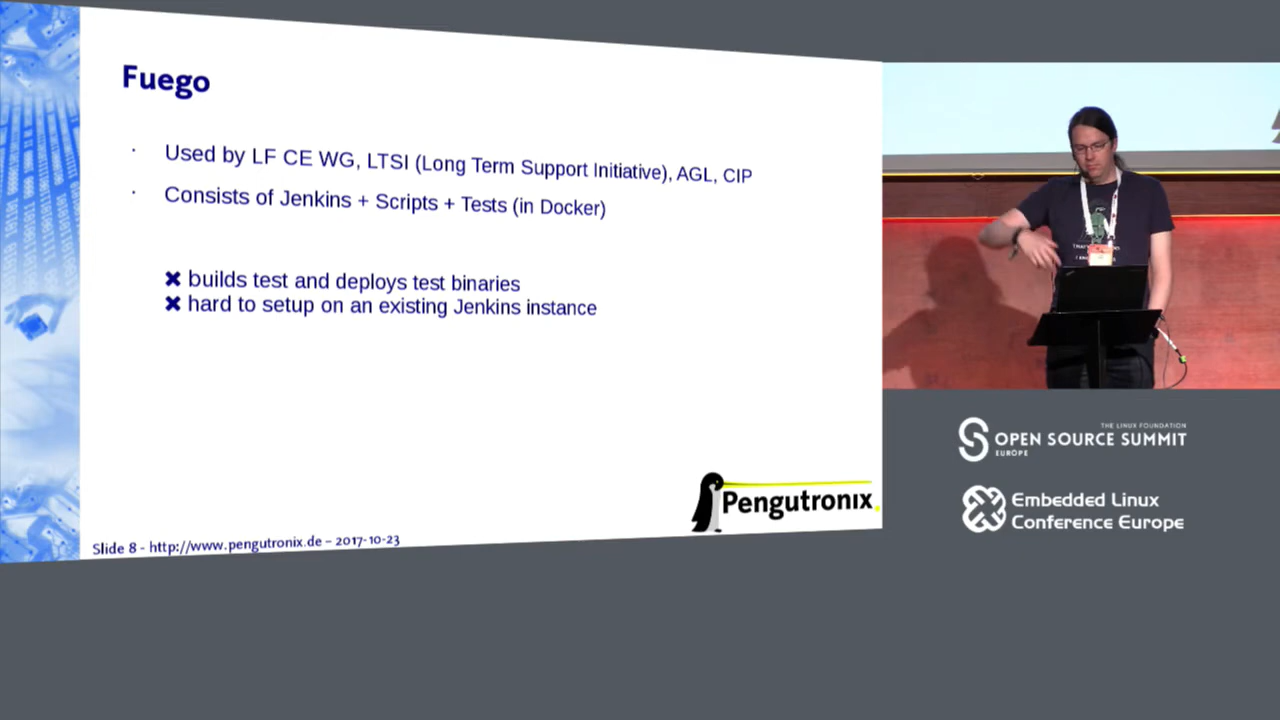 Fuego
· Used by LF CE WG, LTSI (Long Term Support Initiative), AGL, CIP
· Consists of Jenkins + Scripts + Tests (in Docker)
✖ builds test and deploys test binaries
✖ hard to setup on an existing Jenkins instance
Pengutronix
Slide 8 - http://www.pengutronix.de – 2017-10-23
THE LINUX FOUNDATION
OPEN SOURCE SUMMIT
EUROPE
Embedded Linux
Conference Europe